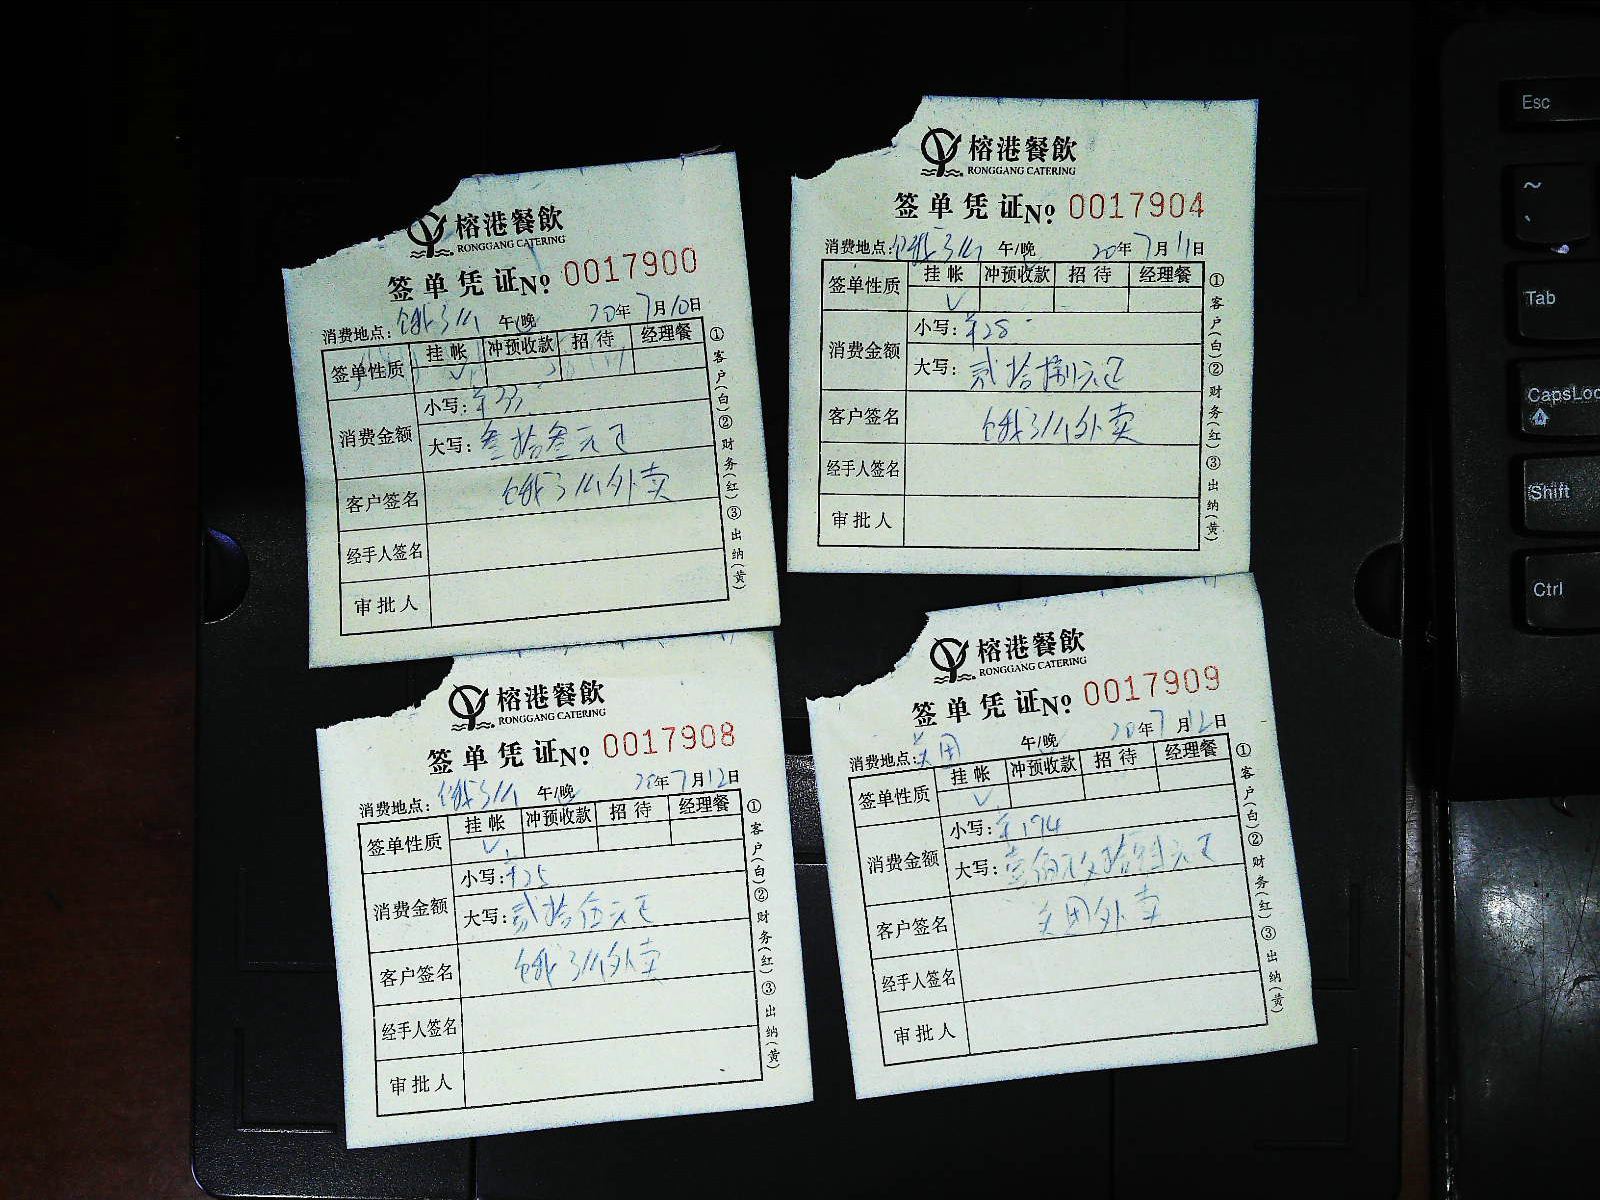 榕港餐飲
RONGGANG CATERING
签单凭证№ 0017900
消费地点:饿了么 午/晚 20年7月10日
签单性质 挂帐 冲预收款 招待 经理餐
✓
消费金额 小写:¥33
大写:叁拾叁元正
客户签名 饿了么外卖
经手人签名
审批人
①客户(白)②财务(红)③出纳(黄)
榕港餐飲
RONGGANG CATERING
签单凭证№ 0017904
消费地点:饿了么 午/晚 20年7月11日
签单性质 挂帐 冲预收款 招待 经理餐
✓
消费金额 小写:¥28
大写:贰拾捌元正
客户签名 饿了么外卖
经手人签名
审批人
①客户(白)②财务(红)③出纳(黄)
榕港餐飲
RONGGANG CATERING
签单凭证№ 0017908
消费地点:饿了么 午/晚 20年7月12日
签单性质 挂帐 冲预收款 招待 经理餐
✓
消费金额 小写:¥25
大写:贰拾伍元正
客户签名 饿了么外卖
经手人签名
审批人
①客户(白)②财务(红)③出纳(黄)
榕港餐飲
RONGGANG CATERING
签单凭证№ 0017909
消费地点:美团 午/晚 20年7月12日
签单性质 挂帐 冲预收款 招待 经理餐
✓
消费金额 小写:¥194
大写:壹佰玖拾肆元正
客户签名 美团外卖
经手人签名
审批人
①客户(白)②财务(红)③出纳(黄)
Esc
~
`
Tab
CapsLoc
Shift
Ctrl